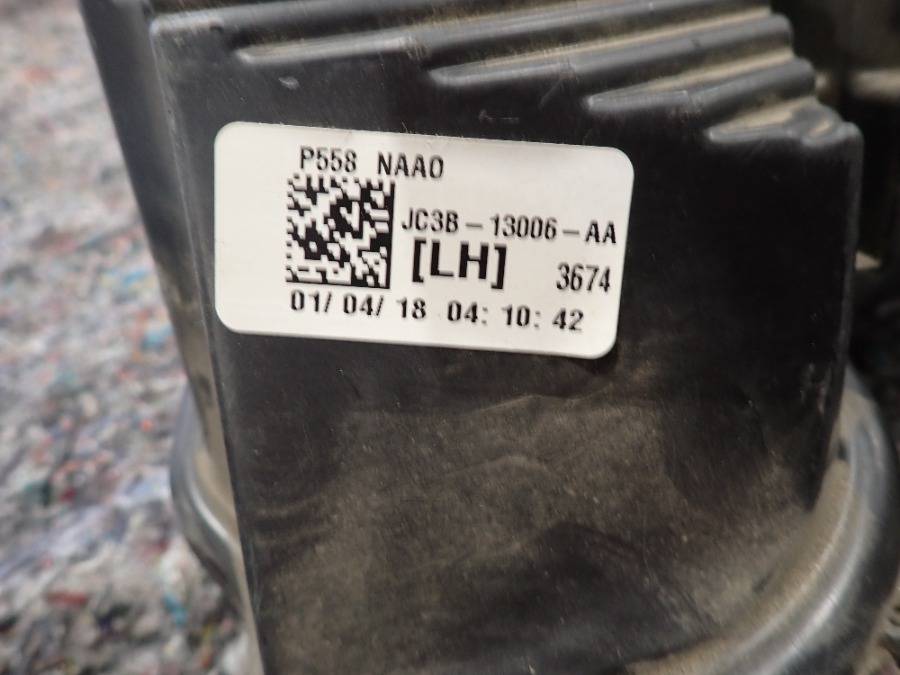 P558 NAAO
JC3B-13006-AA
[LH] 3674
01/ 04/ 18 04: 10: 42